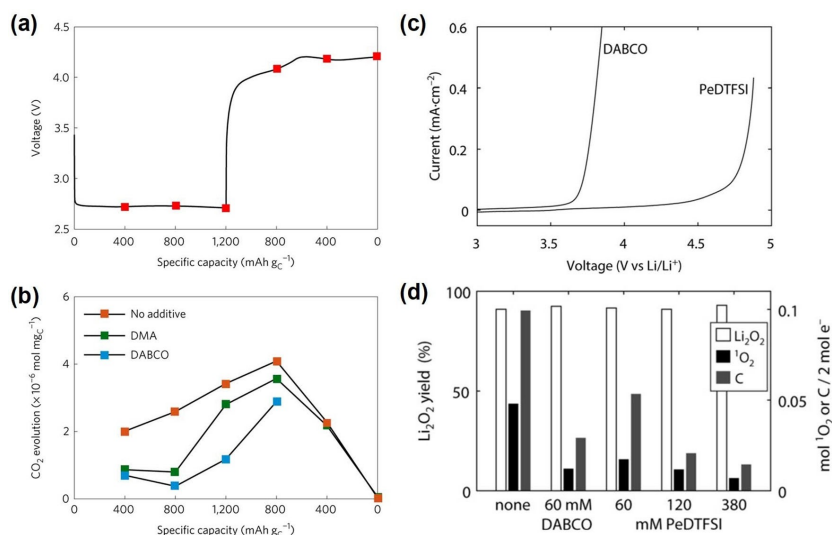 (a)
4.5
4.0
3.5
3.0
2.5
Voltage (V)
400 800 1,200 800 400 0
Specific capacity (mAh g_C⁻¹)
(b)
6
4
2
0
CO₂ evolution (× 10⁻⁶ mol mg_C⁻¹)
No additive
DMA
DABCO
400 800 1,200 800 400 0
Specific capacity (mAh g_C⁻¹)
(c)
0.6
0.4
0.2
0
Current (mA·cm⁻²)
DABCO
PeDTFSI
3 3.5 4 4.5 5
Voltage (V vs Li/Li⁺)
(d)
100
50
0
Li₂O₂ yield (%)
Li₂O₂
¹O₂
C
0.1
0.05
0
mol ¹O₂ or C / 2 mol e⁻
none 60 mM 60 120 380
DABCO mM PeDTFSI